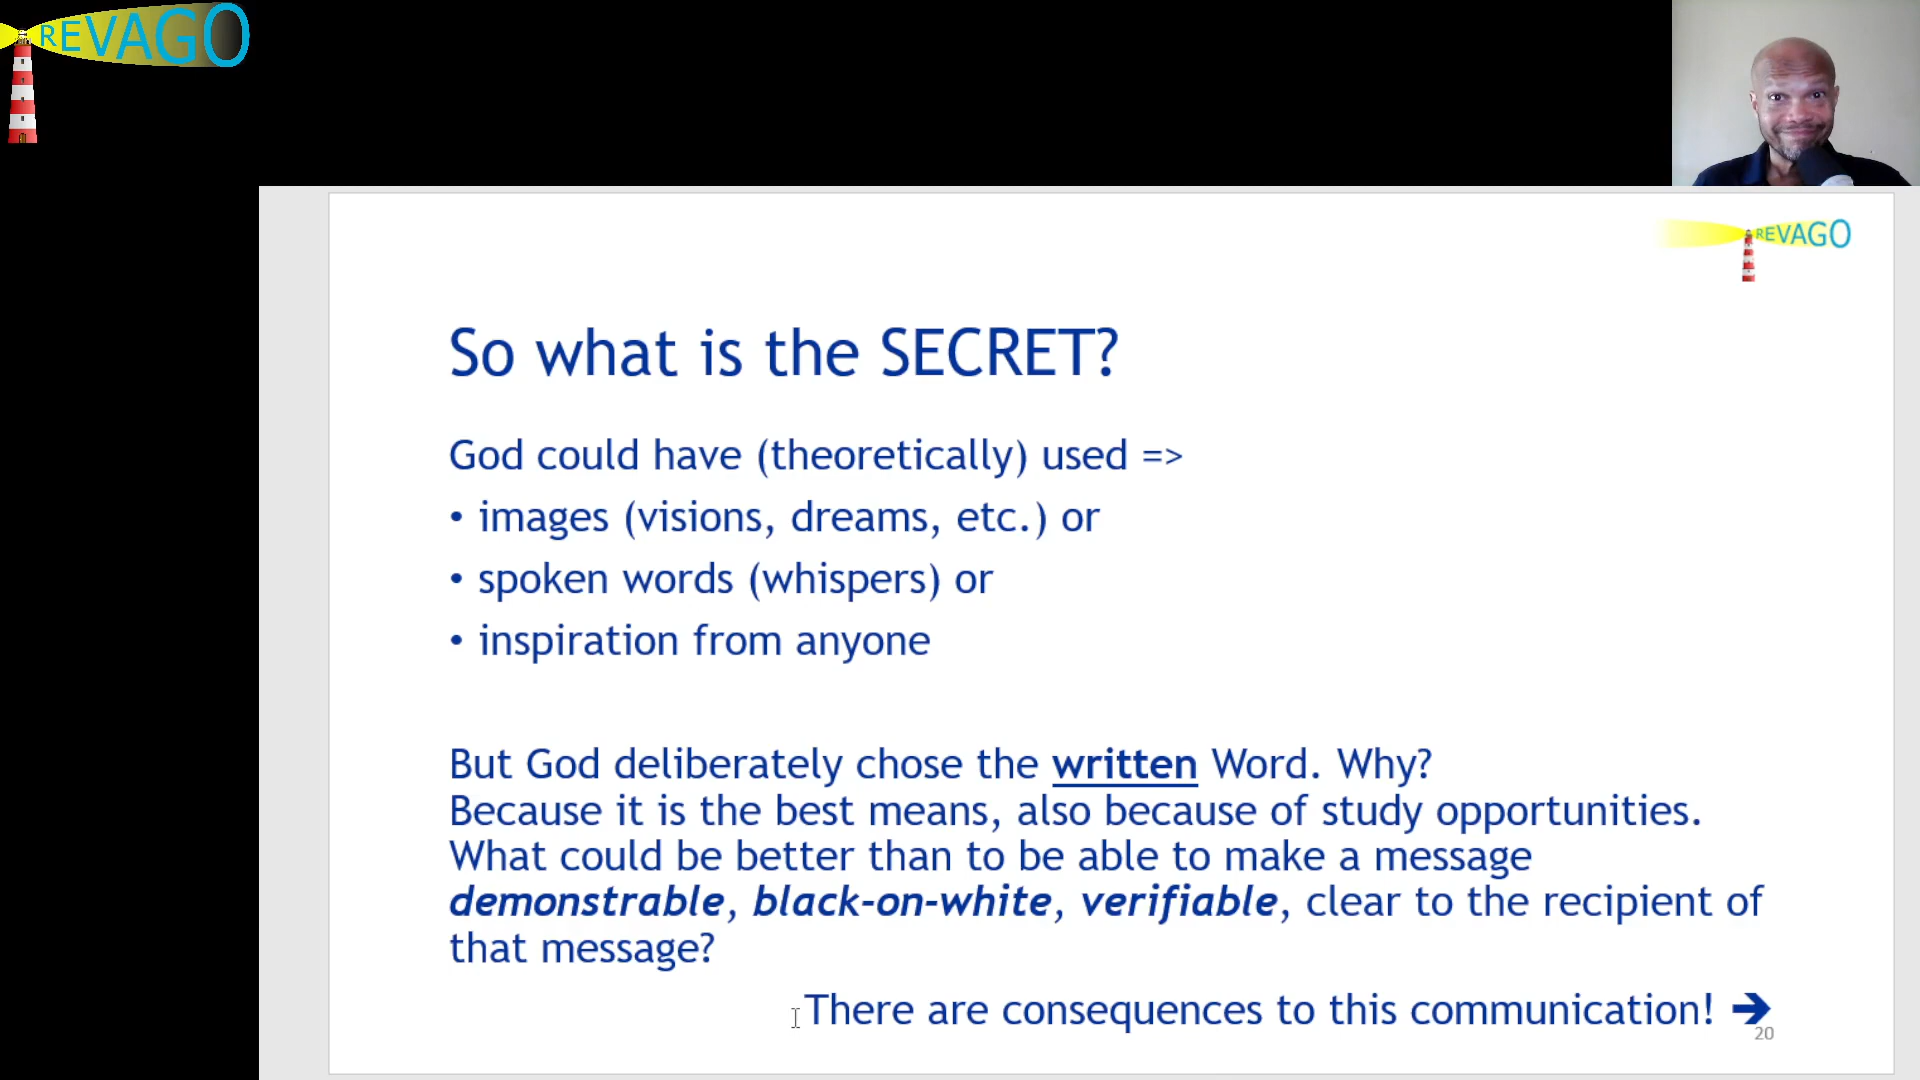 REVAGO
REVAGO
So what is the SECRET?
God could have (theoretically) used =>
• images (visions, dreams, etc.) or
• spoken words (whispers) or
• inspiration from anyone
But God deliberately chose the written Word. Why?
Because it is the best means, also because of study opportunities.
What could be better than to be able to make a message
demonstrable, black-on-white, verifiable, clear to the recipient of
that message?
There are consequences to this communication! ➔
20